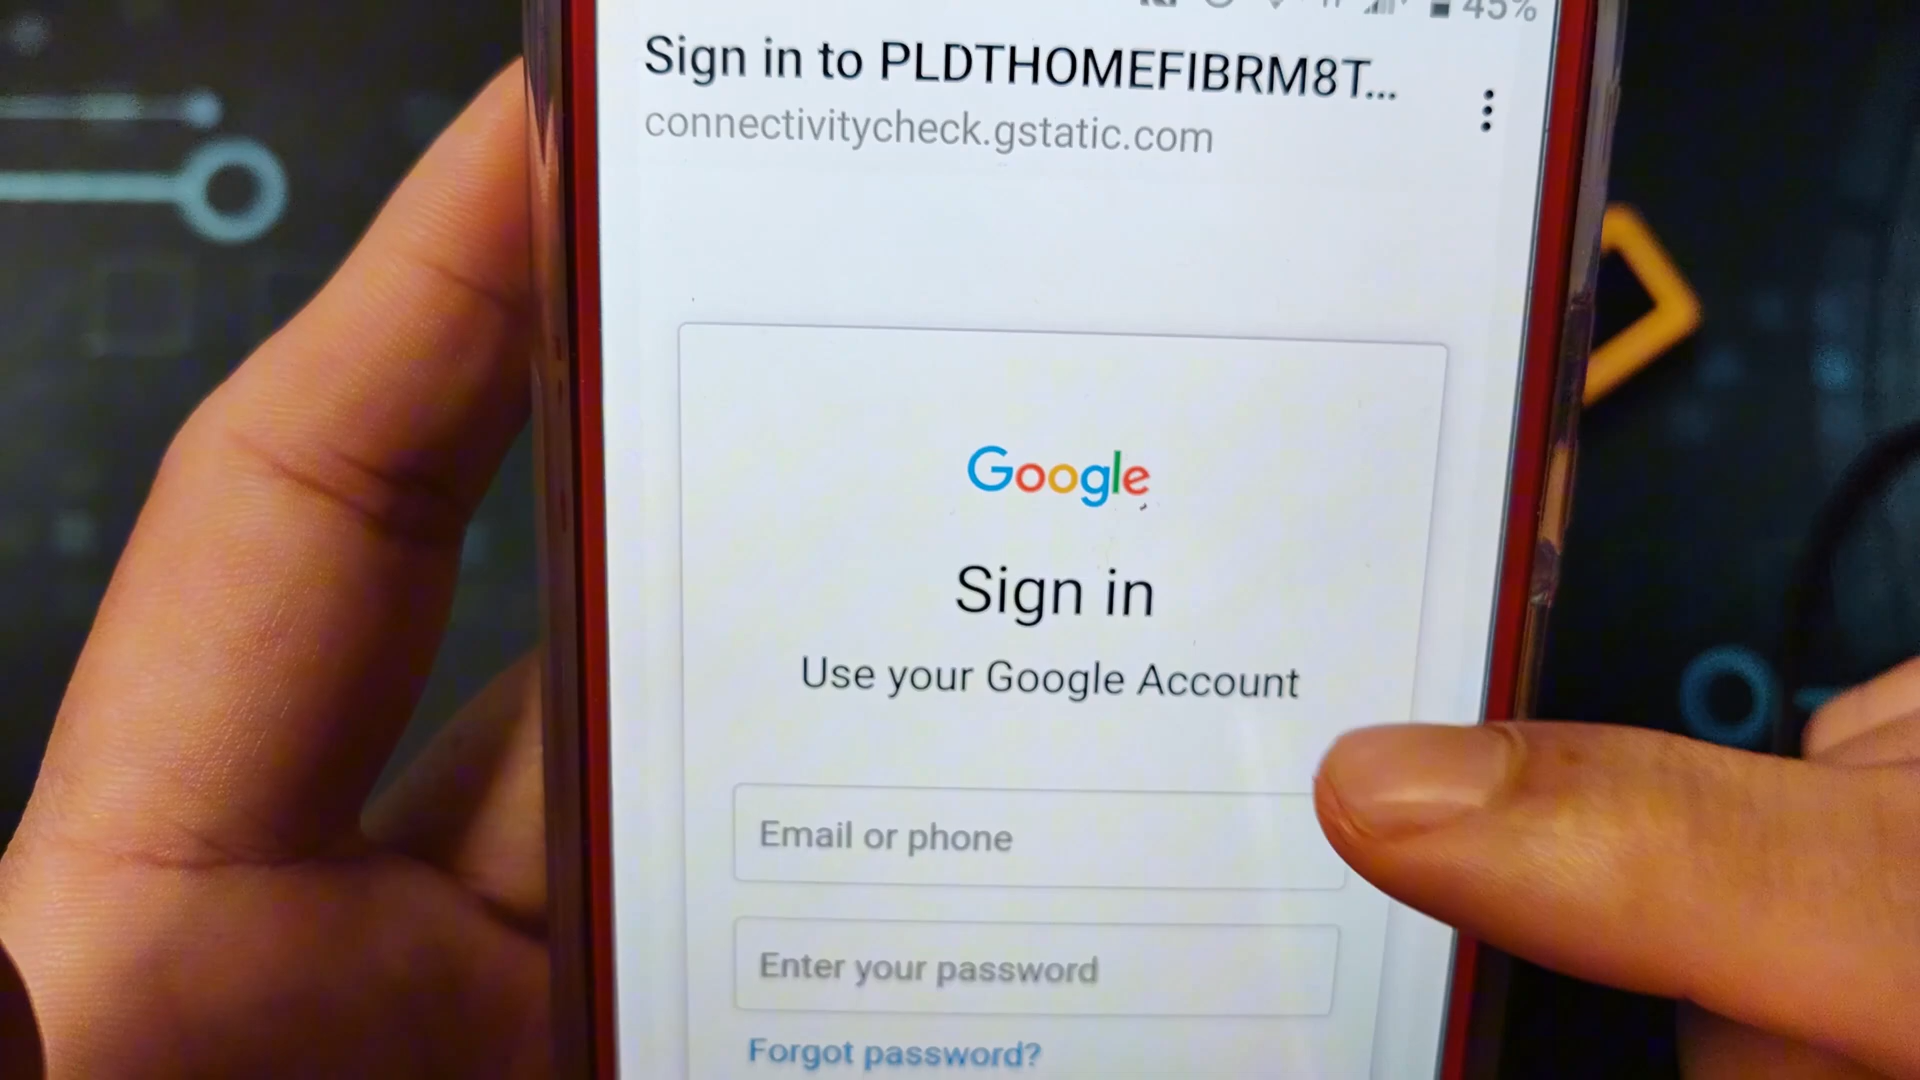 45%
Sign in to PLDTHOMEFIBRM8T...
connectivitycheck.gstatic.com
Google
Sign in
Use your Google Account
Email or phone
Enter your password
Forgot password?